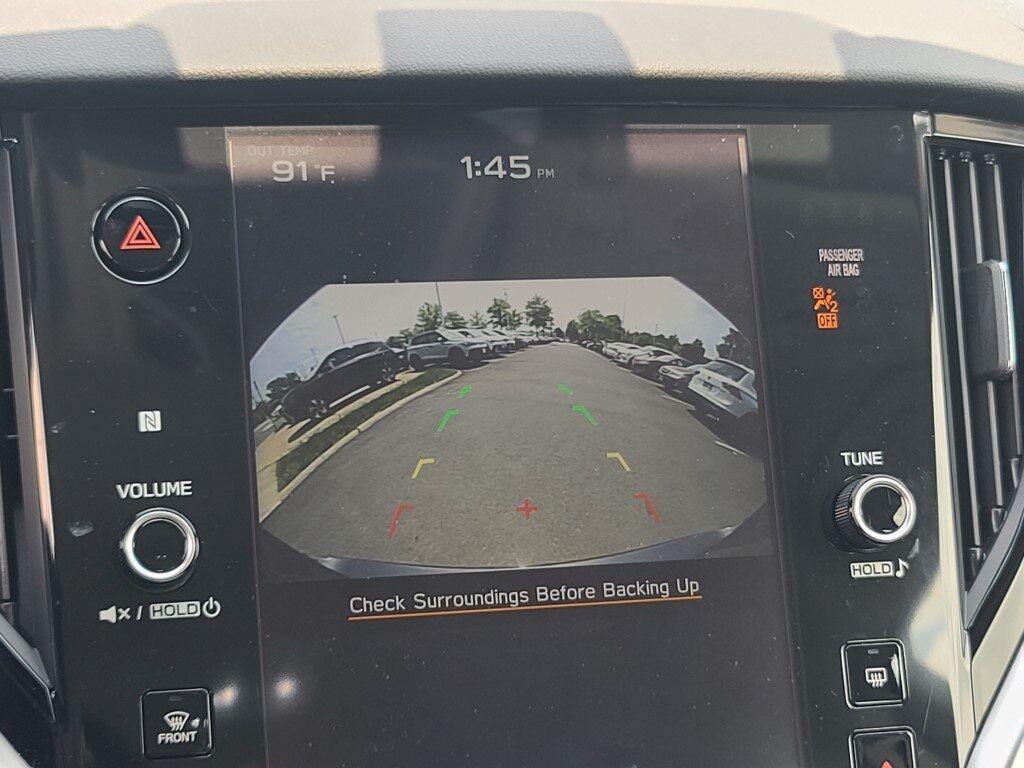 OUT TEMP
91°F
1:45 PM
PASSENGER
AIR BAG
2
OFF
N
VOLUME
/ HOLD
TUNE
HOLD
Check Surroundings Before Backing Up
FRONT